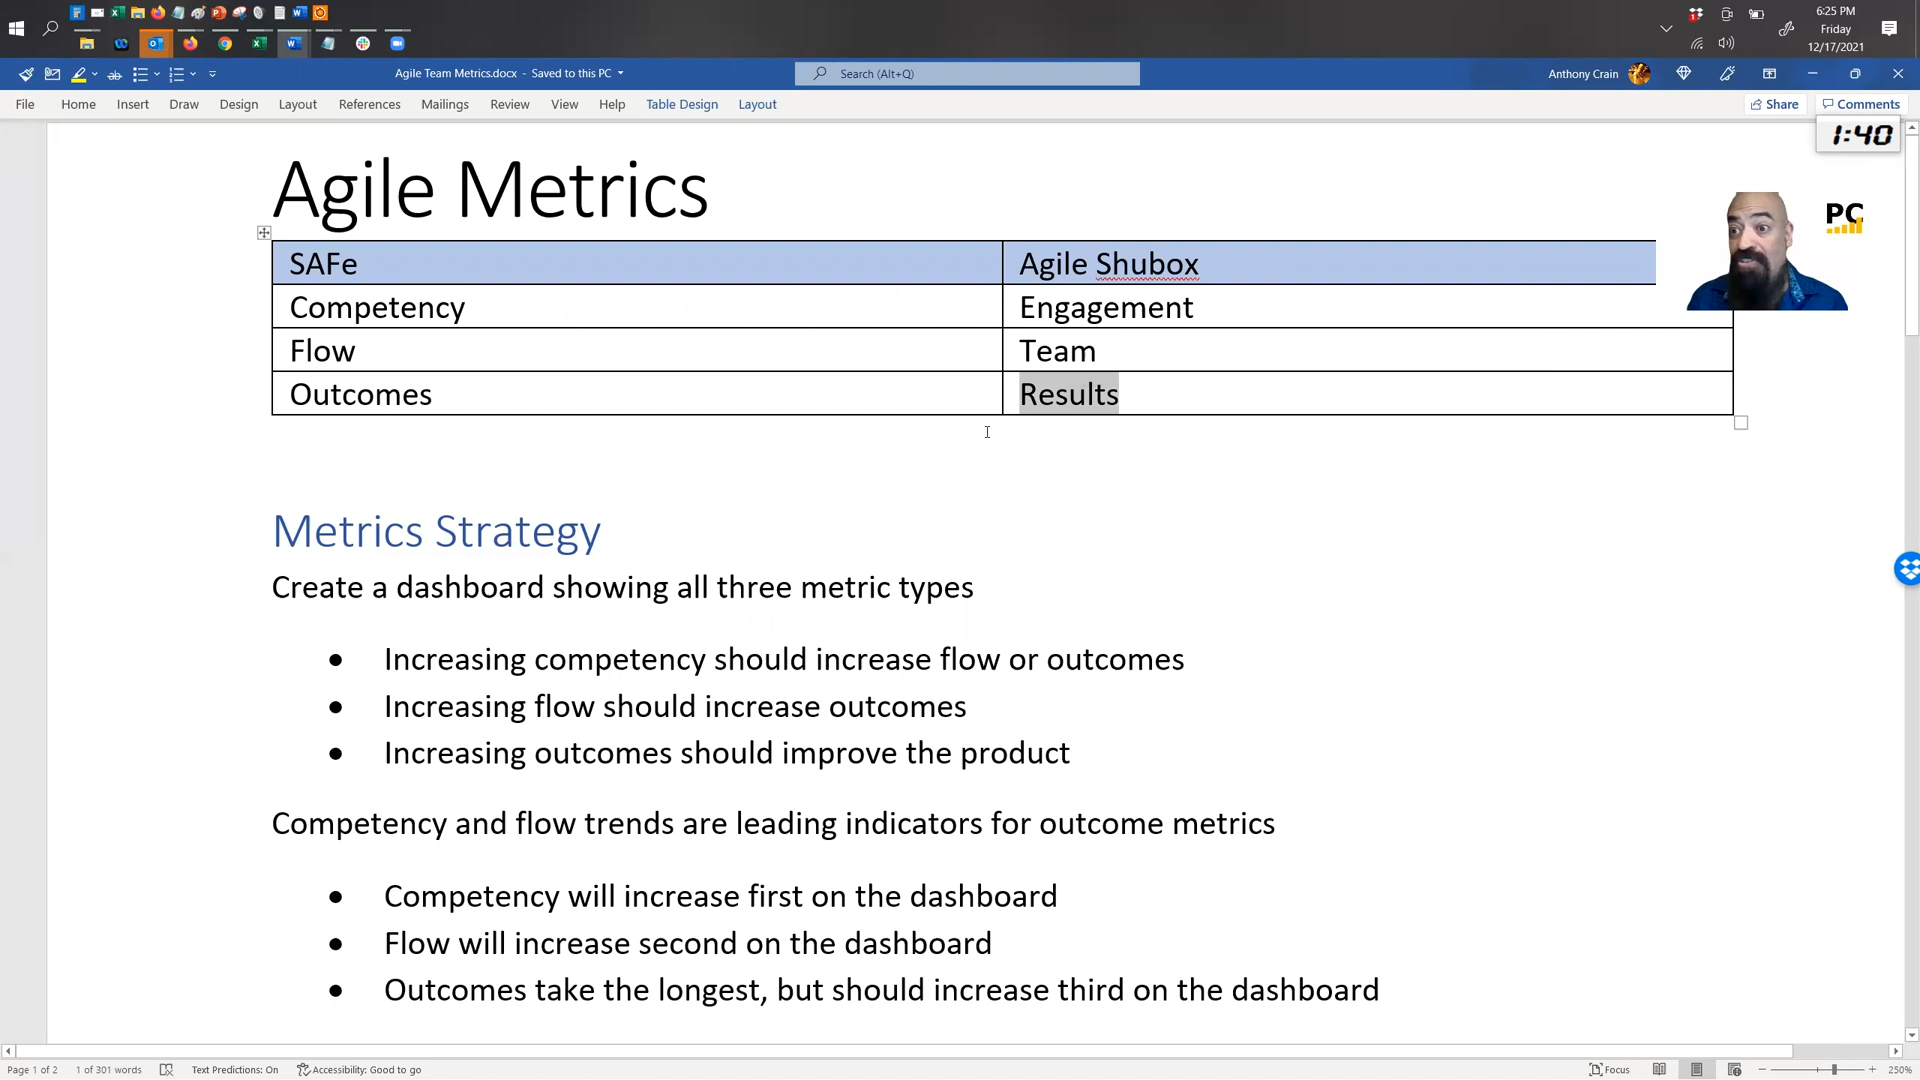 6:25 PM
Friday
12/17/2021
Agile Team Metrics.docx - Saved to this PC
Search (Alt+Q)
Anthony Crain
File Home Insert Draw Design Layout References Mailings Review View Help Table Design Layout
Share Comments
1:40
Agile Metrics
PC
SAFe Agile Shubox
Competency Engagement
Flow Team
Outcomes Results
Metrics Strategy
Create a dashboard showing all three metric types
• Increasing competency should increase flow or outcomes
• Increasing flow should increase outcomes
• Increasing outcomes should improve the product
Competency and flow trends are leading indicators for outcome metrics
• Competency will increase first on the dashboard
• Flow will increase second on the dashboard
• Outcomes take the longest, but should increase third on the dashboard
Page 1 of 2 1 of 301 words Text Predictions: On Accessibility: Good to go Focus 250%